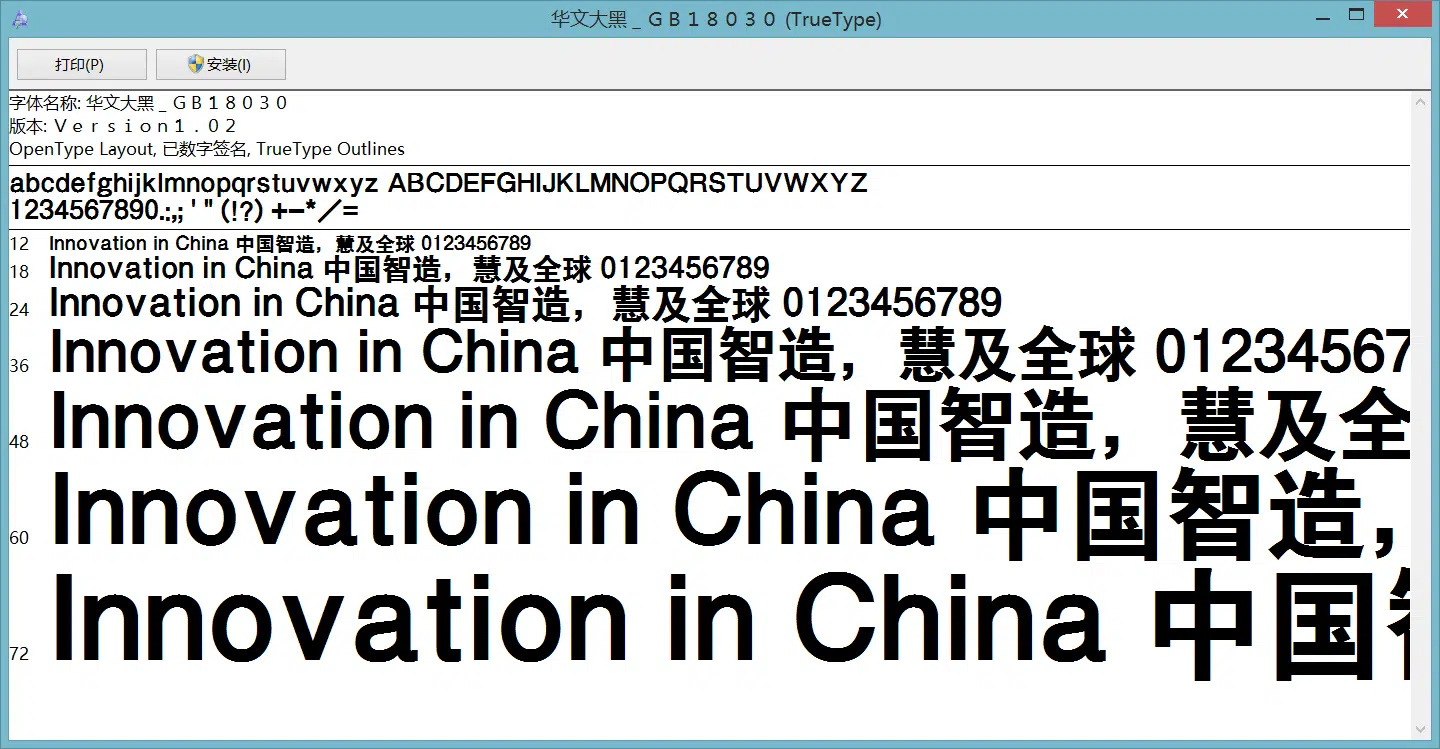 华文大黑_GB18030 (TrueType)
打印(P) 安装(I)
字体名称: 华文大黑_GB18030
版本: Version1.02
OpenType Layout, 已数字签名, TrueType Outlines
abcdefghijklmnopqrstuvwxyz ABCDEFGHIJKLMNOPQRSTUVWXYZ
1234567890.:,; ' " (!?) +-*／=
12 Innovation in China 中国智造，慧及全球 0123456789
18 Innovation in China 中国智造，慧及全球 0123456789
24 Innovation in China 中国智造，慧及全球 0123456789
36 Innovation in China 中国智造，慧及全球 01234567
48 Innovation in China 中国智造，慧及全
60 Innovation in China 中国智造，
72 Innovation in China 中国